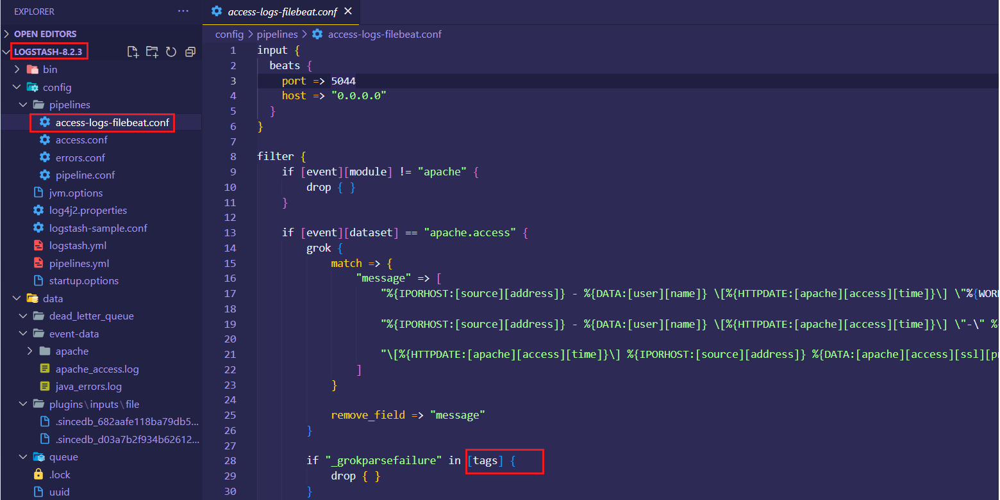 EXPLORER
...
OPEN EDITORS
LOGSTASH-8.2.3
bin
config
pipelines
access-logs-filebeat.conf
access.conf
errors.conf
pipeline.conf
jvm.options
log4j2.properties
logstash-sample.conf
logstash.yml
pipelines.yml
startup.options
data
dead_letter_queue
event-data
apache
apache_access.log
java_errors.log
plugins\inputs\file
.sincedb_682aafe118ba79db5...
.sincedb_d03a7b2f934b62612...
queue
.lock
uuid
access-logs-filebeat.conf
config > pipelines > access-logs-filebeat.conf
1 input {
2 beats {
3 port => 5044
4 host => "0.0.0.0"
5 }
6 }
7
8 filter {
9 if [event][module] != "apache" {
10 drop { }
11 }
12
13 if [event][dataset] == "apache.access" {
14 grok {
15 match => {
16 "message" => [
17 "%{IPORHOST:[source][address]} - %{DATA:[user][name]} \[%{HTTPDATE:[apache][access][time]}\] \"%{WOR
18
19 "%{IPORHOST:[source][address]} - %{DATA:[user][name]} \[%{HTTPDATE:[apache][access][time]}\] \"-\" %
20
21 "\[%{HTTPDATE:[apache][access][time]}\] %{IPORHOST:[source][address]} %{DATA:[apache][access][ssl][p
22 ]
23 }
24
25 remove_field => "message"
26 }
27
28 if "_grokparsefailure" in [tags] {
29 drop { }
30 }